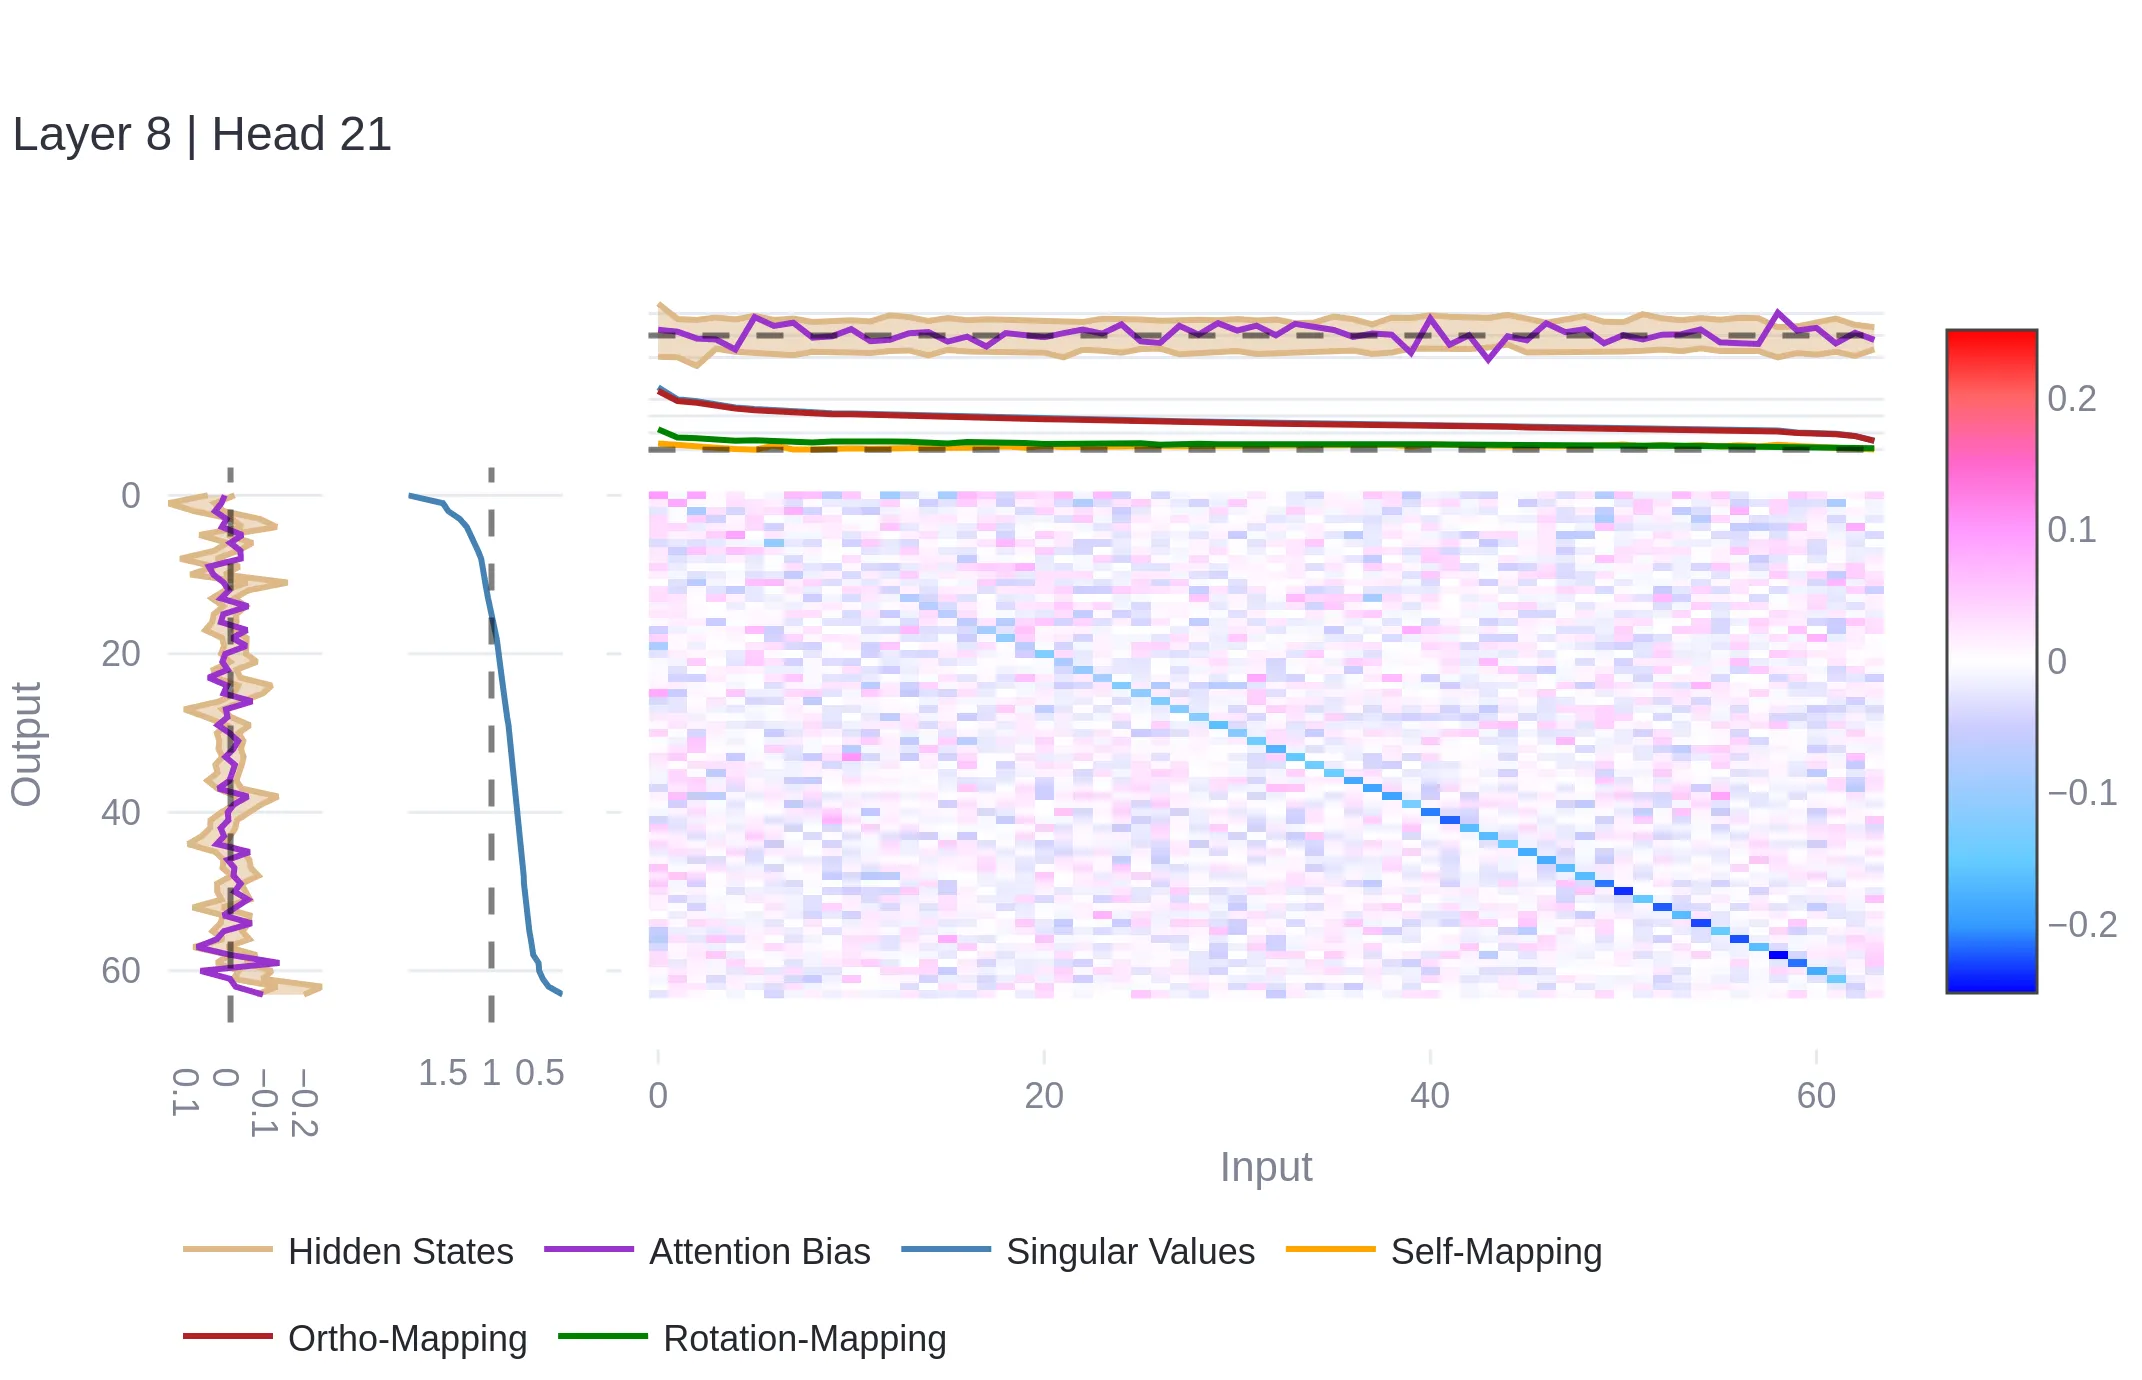 Layer 8 | Head 21
0
20
40
60
Output
0.1
0
−0.1
−0.2
1.5 1 0.5
0 20 40 60
Input
0.2
0.1
0
−0.1
−0.2
Hidden States Attention Bias Singular Values Self-Mapping
Ortho-Mapping Rotation-Mapping